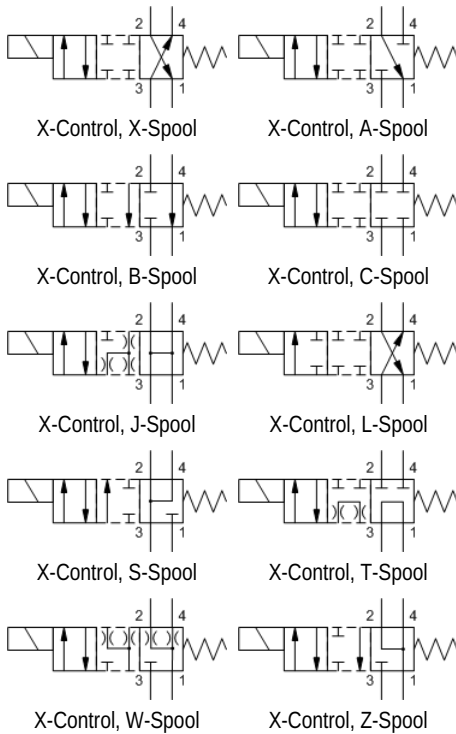 2 4 2 4
3 1 3 1
X-Control, X-Spool X-Control, A-Spool
2 4 2 4
3 1 3 1
X-Control, B-Spool X-Control, C-Spool
2 4 2 4
3 1 3 1
X-Control, J-Spool X-Control, L-Spool
2 4 2 4
3 1 3 1
X-Control, S-Spool X-Control, T-Spool
2 4 2 4
3 1 3 1
X-Control, W-Spool X-Control, Z-Spool